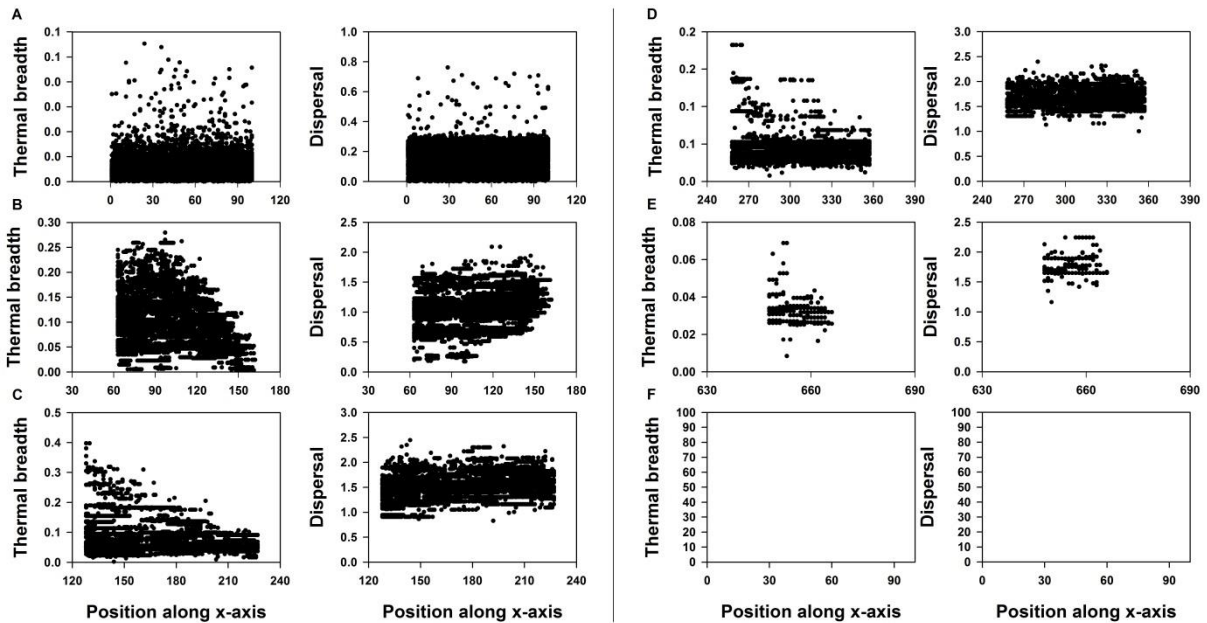 A
Thermal breadth
0.1
0.1
0.1
0.0
0.0
0.0
0.0
0 30 60 90 120
Dispersal
1.0
0.8
0.6
0.4
0.2
0.0
0 30 60 90 120
B
Thermal breadth
0.30
0.25
0.20
0.15
0.10
0.05
0.00
30 60 90 120 150 180
Dispersal
2.5
2.0
1.5
1.0
0.5
0.0
30 60 90 120 150 180
C
Thermal breadth
0.5
0.4
0.3
0.2
0.1
0.0
120 150 180 210 240
Position along x-axis
Dispersal
3.0
2.5
2.0
1.5
1.0
0.5
0.0
120 150 180 210 240
Position along x-axis
D
Thermal breadth
0.2
0.2
0.1
0.1
0.0
240 270 300 330 360 390
Dispersal
3.0
2.5
2.0
1.5
1.0
0.5
0.0
240 270 300 330 360 390
E
Thermal breadth
0.08
0.06
0.04
0.02
0.00
630 660 690
Dispersal
2.5
2.0
1.5
1.0
0.5
0.0
630 660 690
F
Thermal breadth
100
90
80
70
60
50
40
30
20
10
0
0 30 60 90
Position along x-axis
Dispersal
100
90
80
70
60
50
40
30
20
10
0
0 30 60 90
Position along x-axis